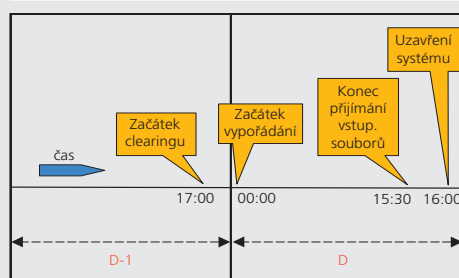 Uzavření
systému
Konec
přijímání
vstup.
souborů
Začátek
clearingu
Začátek
vypořádání
čas
17:00
00:00
15:30
16:00
D-1
D